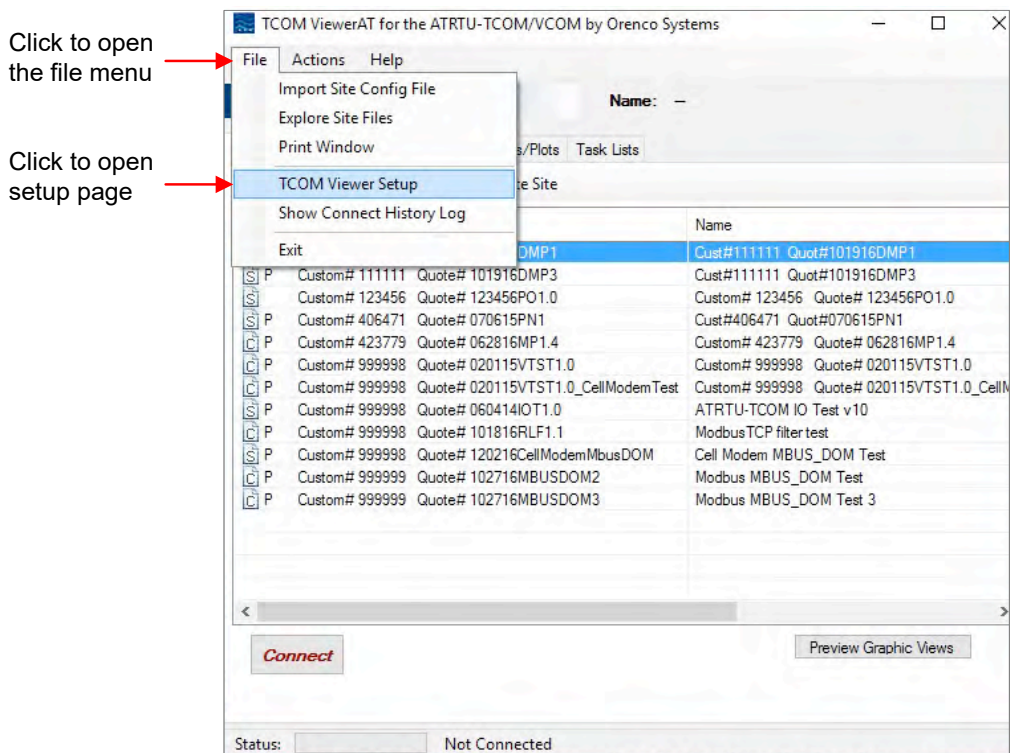 TCOM ViewerAT for the ATRTU-TCOM/VCOM by Orenco Systems
Click to open
the file menu
File Actions Help
Import Site Config File
Name: –
Explore Site Files
Print Window
s/Plots Task Lists
Click to open
setup page
TCOM Viewer Setup
te Site
Show Connect History Log
Name
Exit
DMP1 Cust#111111 Quot#101916DMP1
S P Custom# 111111 Quote# 101916DMP3 Cust#111111 Quot#101916DMP3
S Custom# 123456 Quote# 123456PO1.0 Custom# 123456 Quote# 123456PO1.0
S P Custom# 406471 Quote# 070615PN1 Cust#406471 Quot#070615PN1
C P Custom# 423779 Quote# 062816MP1.4 Custom# 423779 Quote# 062816MP1.4
C P Custom# 999998 Quote# 020115VTST1.0 Custom# 999998 Quote# 020115VTST1.0
C P Custom# 999998 Quote# 020115VTST1.0_CellModemTest Custom# 999998 Quote# 020115VTST1.0_CellM
S P Custom# 999998 Quote# 060414IOT1.0 ATRTU-TCOM IO Test v10
C P Custom# 999998 Quote# 101816RLF1.1 ModbusTCP filter test
S P Custom# 999998 Quote# 120216CellModemMbusDOM Cell Modem MBUS_DOM Test
C P Custom# 999999 Quote# 102716MBUSDOM2 Modbus MBUS_DOM Test
C P Custom# 999999 Quote# 102716MBUSDOM3 Modbus MBUS_DOM Test 3
Connect
Preview Graphic Views
Status: Not Connected